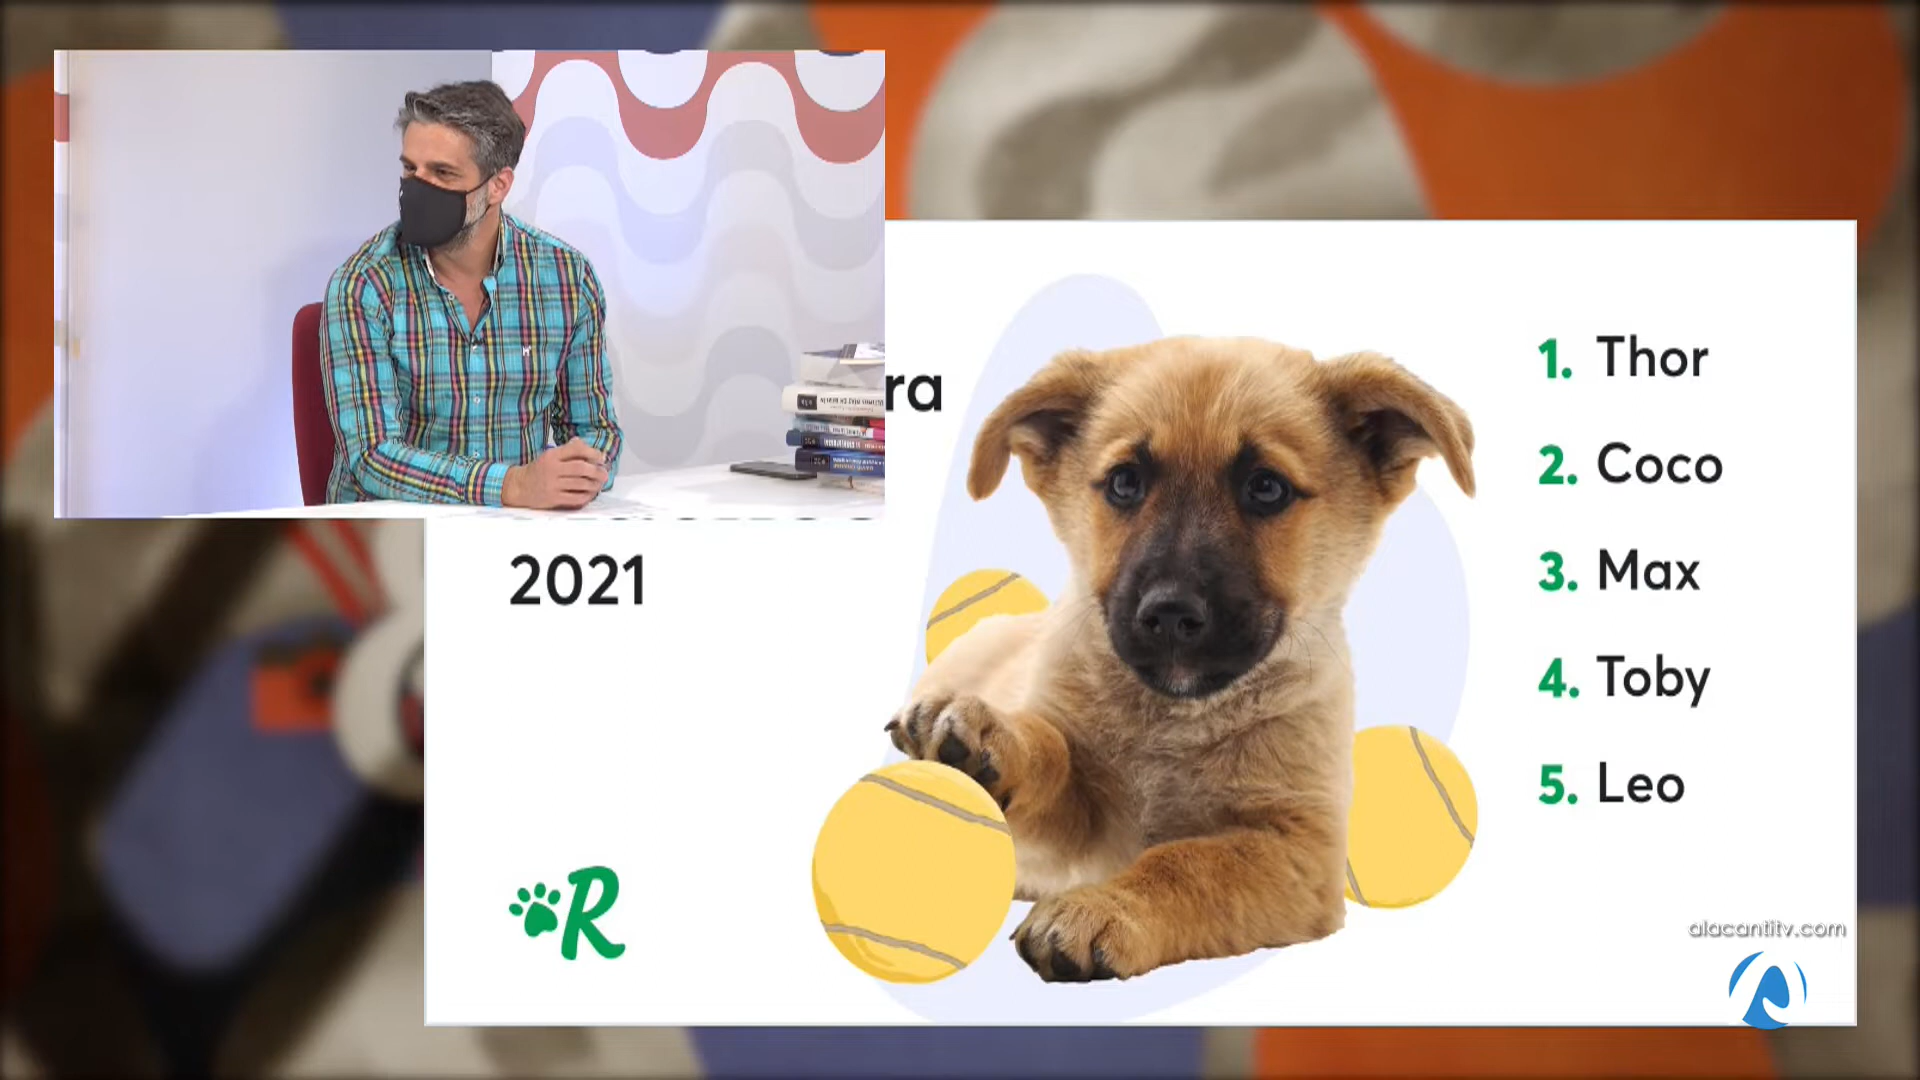 ra
2021
R
1. Thor
2. Coco
3. Max
4. Toby
5. Leo
alacantitv.com